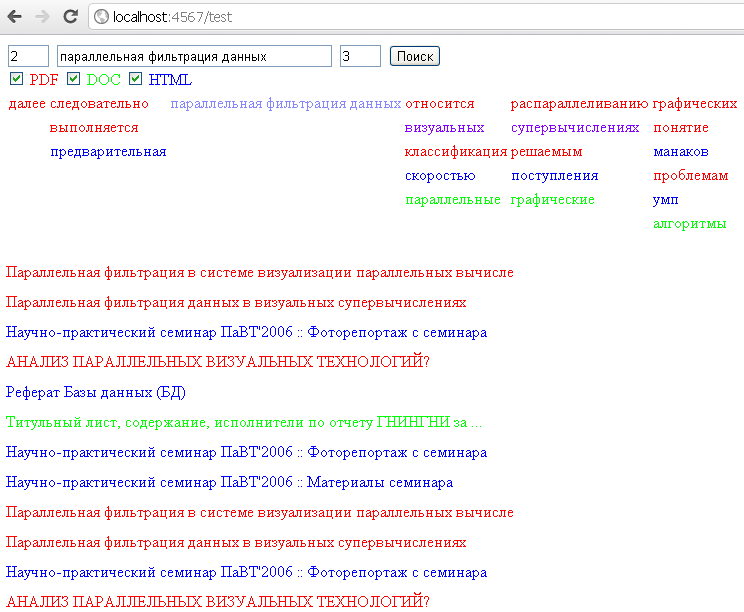 localhost:4567/test
2 параллельная фильтрация данных 3 Поиск
PDF DOC HTML
далее следовательно параллельная фильтрация данных относится распараллеливанию графических
выполняется визуальных супервычислениях понятие
предварительная классификация решаемым манаков
скоростью поступления проблемам
параллельные графические умп
алгоритмы
Параллельная фильтрация в системе визуализации параллельных вычисле
Параллельная фильтрация данных в визуальных супервычислениях
Научно-практический семинар ПаВТ'2006 :: Фоторепортаж с семинара
АНАЛИЗ ПАРАЛЛЕЛЬНЫХ ВИЗУАЛЬНЫХ ТЕХНОЛОГИЙ?
Реферат Базы данных (БД)
Титульный лист, содержание, исполнители по отчету ГНИНГНИ за ...
Научно-практический семинар ПаВТ'2006 :: Фоторепортаж с семинара
Научно-практический семинар ПаВТ'2006 :: Материалы семинара
Параллельная фильтрация в системе визуализации параллельных вычисле
Параллельная фильтрация данных в визуальных супервычислениях
Научно-практический семинар ПаВТ'2006 :: Фоторепортаж с семинара
АНАЛИЗ ПАРАЛЛЕЛЬНЫХ ВИЗУАЛЬНЫХ ТЕХНОЛОГИЙ?